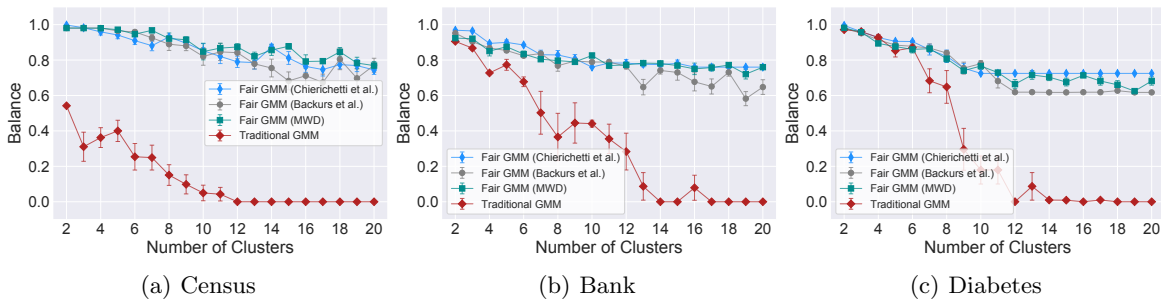 1.0
0.8
0.6
0.4
0.2
0.0
Balance
Fair GMM (Chierichetti et al.)
Fair GMM (Backurs et al.)
Fair GMM (MWD)
Traditional GMM
2 4 6 8 10 12 14 16 18 20
Number of Clusters
(a) Census
1.0
0.8
0.6
0.4
0.2
0.0
Balance
Fair GMM (Chierichetti et al.)
Fair GMM (Backurs et al.)
Fair GMM (MWD)
Traditional GMM
2 4 6 8 10 12 14 16 18 20
Number of Clusters
(b) Bank
1.0
0.8
0.6
0.4
0.2
0.0
Balance
Fair GMM (Chierichetti et al.)
Fair GMM (Backurs et al.)
Fair GMM (MWD)
Traditional GMM
2 4 6 8 10 12 14 16 18 20
Number of Clusters
(c) Diabetes